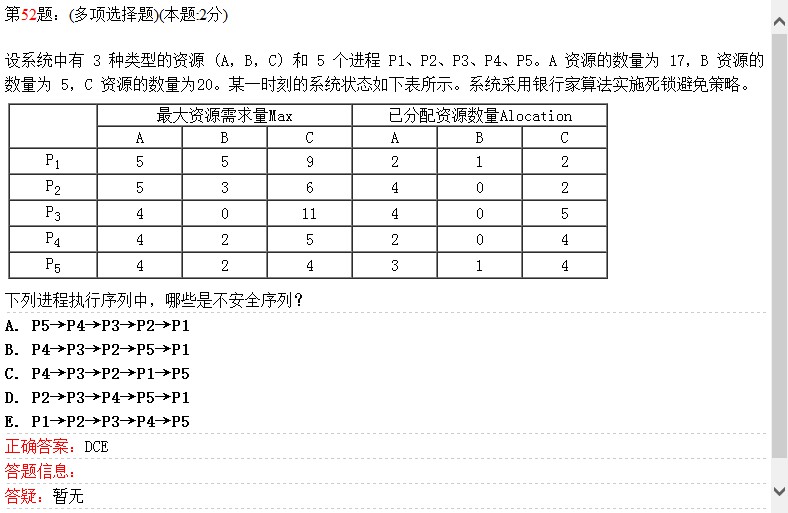 第52题：(多项选择题)(本题:2分)
设系统中有 3 种类型的资源（A，B，C）和 5 个进程 P1、P2、P3、P4、P5。A 资源的数量为 17，B 资源的
数量为 5，C 资源的数量为20。某一时刻的系统状态如下表所示。系统采用银行家算法实施死锁避免策略。
最大资源需求量Max 已分配资源数量Alocation
A B C A B C
P1 5 5 9 2 1 2
P2 5 3 6 4 0 2
P3 4 0 11 4 0 5
P4 4 2 5 2 0 4
P5 4 2 4 3 1 4
下列进程执行序列中，哪些是不安全序列？
A. P5→P4→P3→P2→P1
B. P4→P3→P2→P5→P1
C. P4→P3→P2→P1→P5
D. P2→P3→P4→P5→P1
E. P1→P2→P3→P4→P5
正确答案：DCE
答题信息：
答疑：暂无